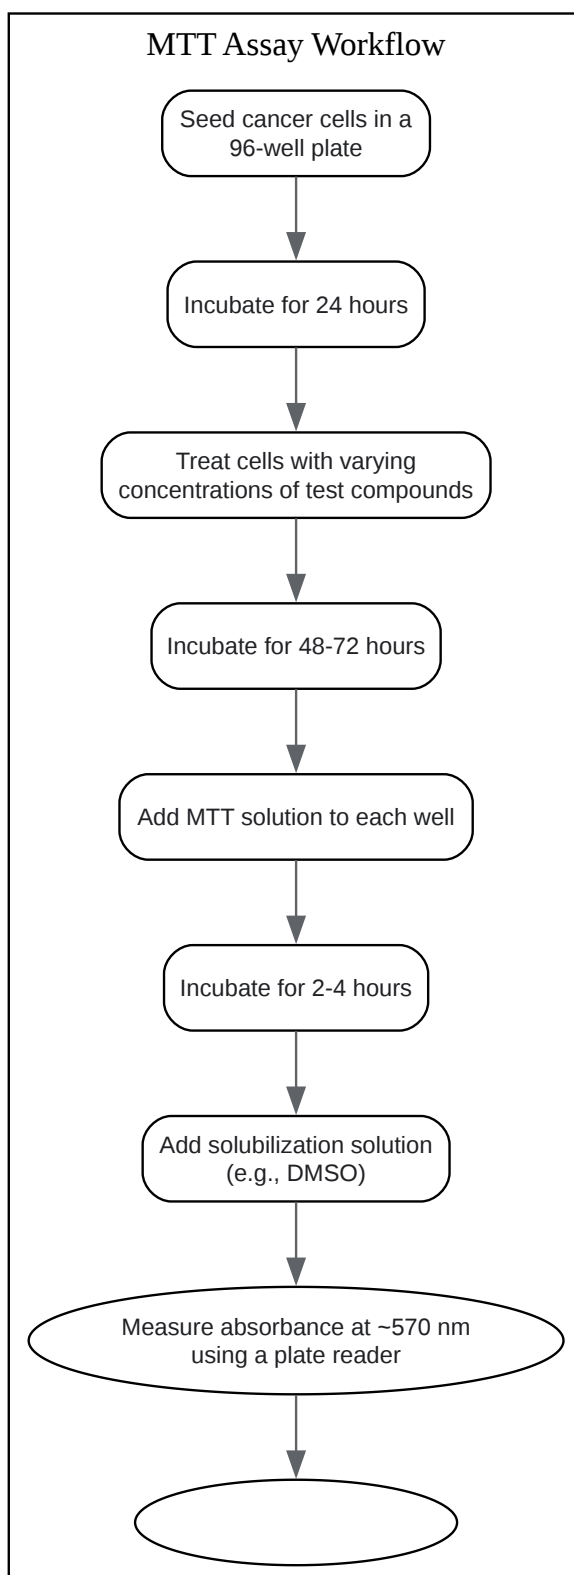 MTT Assay Workflow
Seed cancer cells in a
96-well plate
Incubate for 24 hours
Treat cells with varying
concentrations of test compounds
Incubate for 48-72 hours
Add MTT solution to each well
Incubate for 2-4 hours
Add solubilization solution
(e.g., DMSO)
Measure absorbance at ~570 nm
using a plate reader